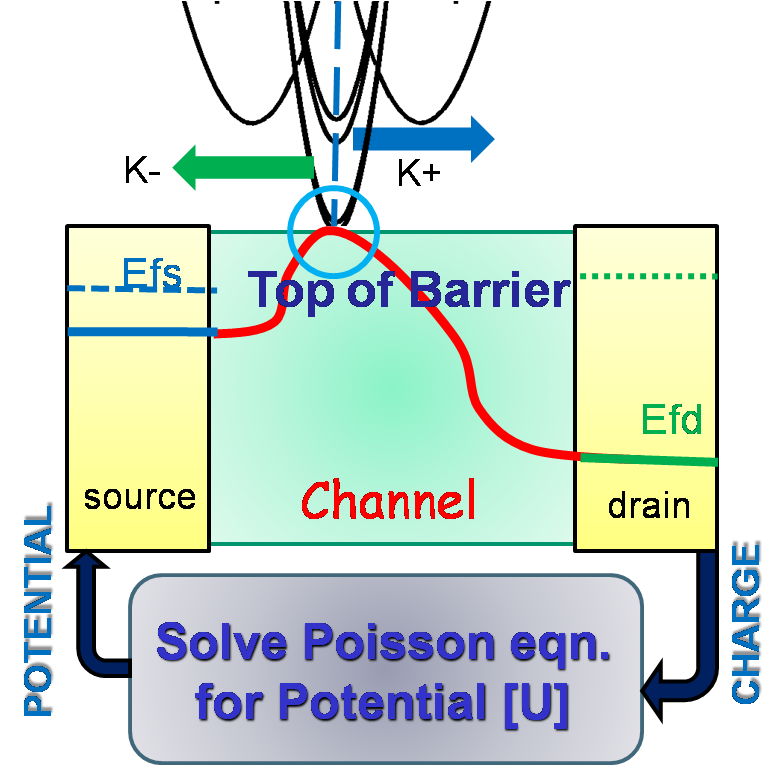 K-
K+
Efs
Top of Barrier
Efd
source
Channel
drain
POTENTIAL
CHARGE
Solve Poisson eqn.
for Potential [U]